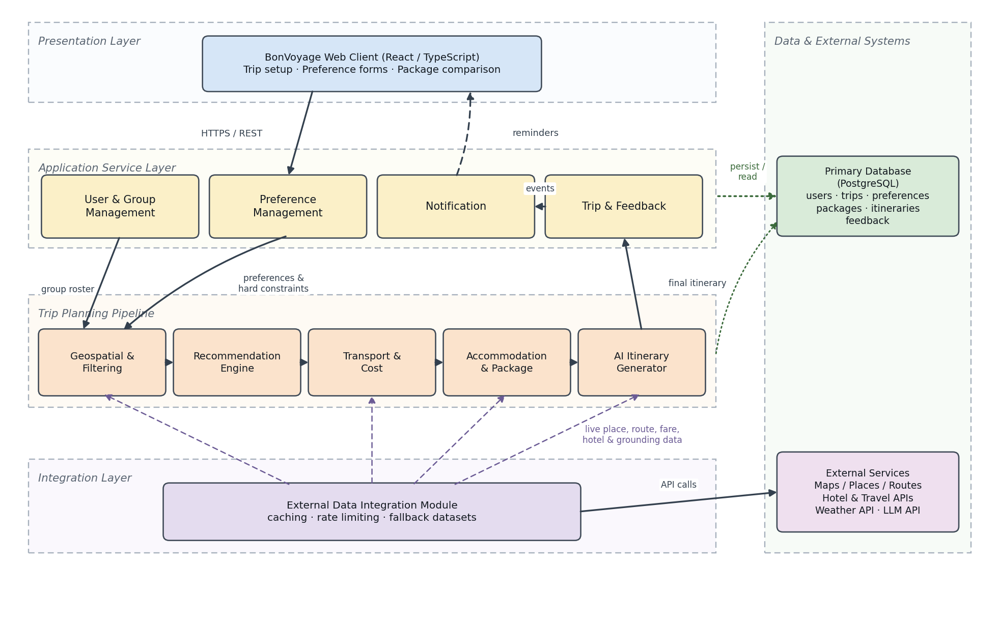 Presentation Layer
BonVoyage Web Client (React / TypeScript)
Trip setup · Preference forms · Package comparison
Data & External Systems
HTTPS / REST
reminders
Application Service Layer
User & Group
Management
Preference
Management
Notification
events
Trip & Feedback
persist /
read
Primary Database
(PostgreSQL)
users · trips · preferences
packages · itineraries
feedback
group roster
preferences &
hard constraints
final itinerary
Trip Planning Pipeline
Geospatial &
Filtering
Recommendation
Engine
Transport &
Cost
Accommodation
& Package
AI Itinerary
Generator
live place, route, fare,
hotel & grounding data
Integration Layer
External Data Integration Module
caching · rate limiting · fallback datasets
API calls
External Services
Maps / Places / Routes
Hotel & Travel APIs
Weather API · LLM API